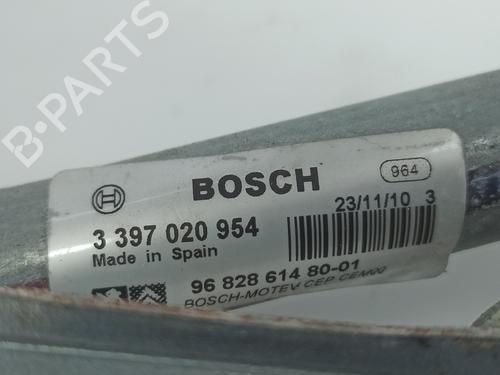 B-PARTS
BOSCH
964
3 397 020 954
23/11/10 3
Made in Spain
96 828 614 80-01
BOSCH-MOTEV CEP CEM00